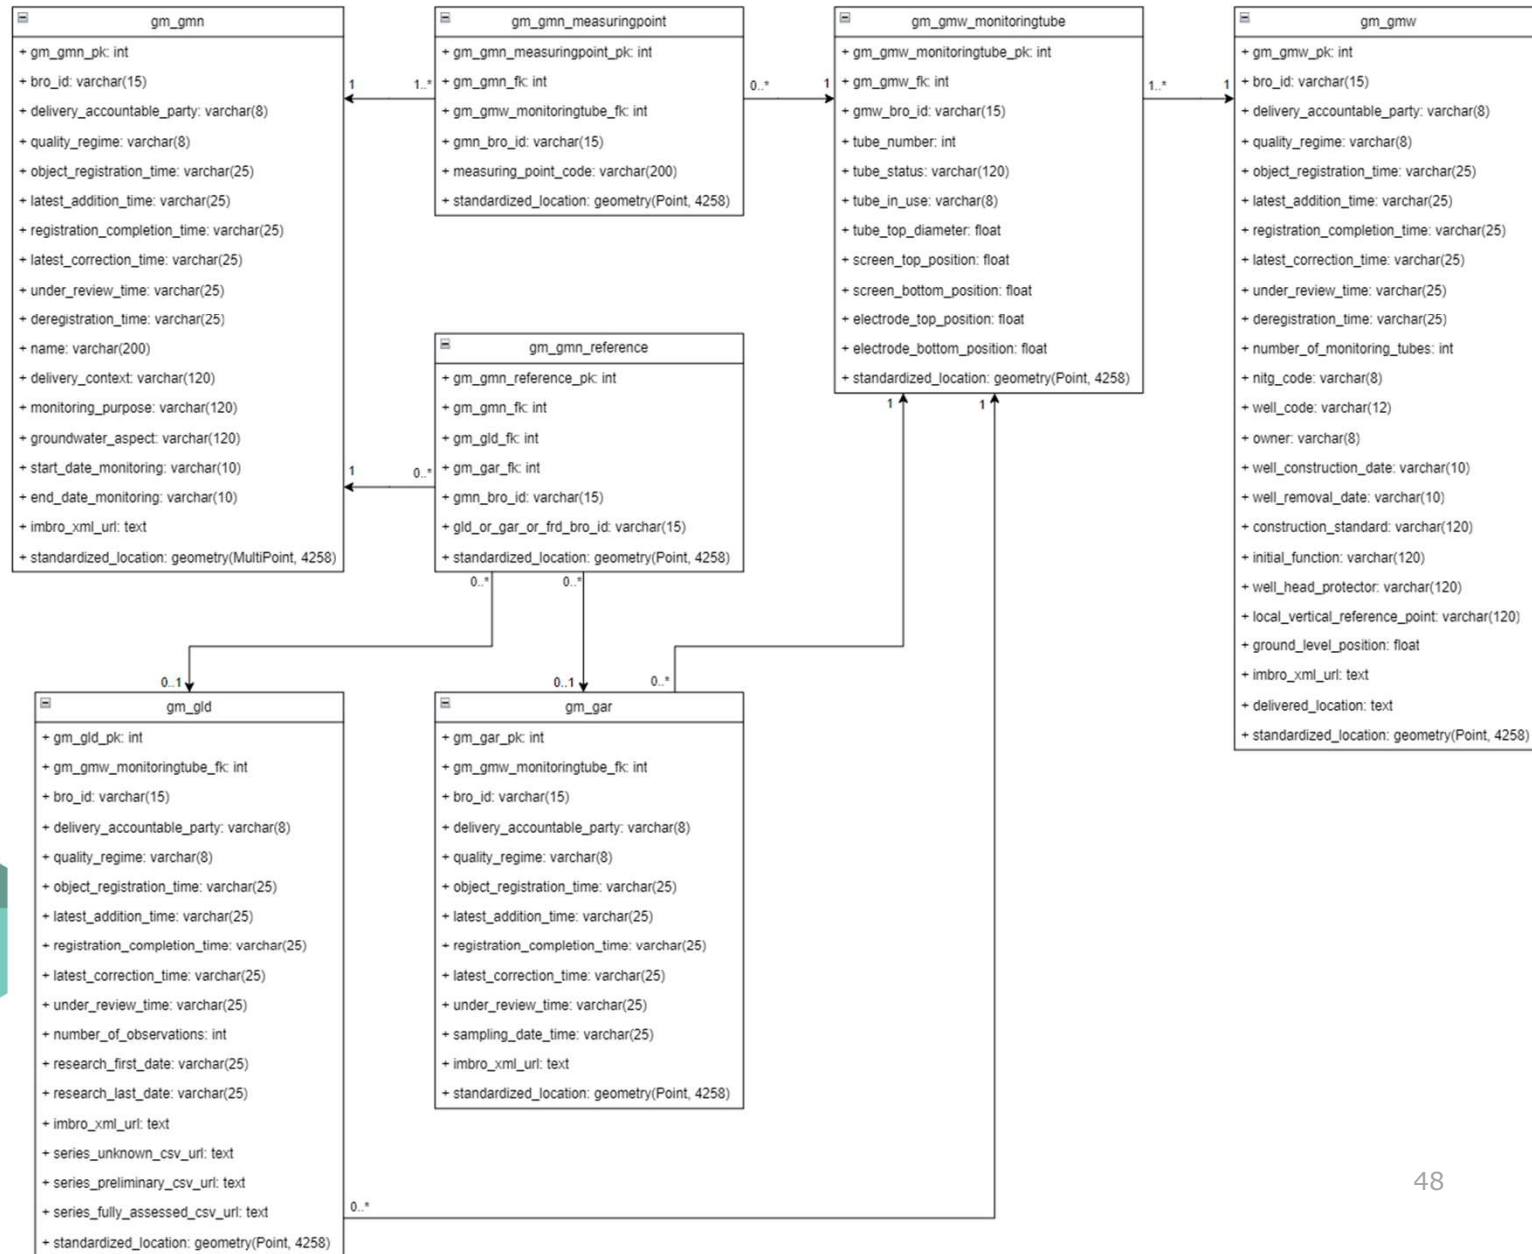 gm_gmn
+ gm_gmn_pk: int
+ bro_id: varchar(15)
+ delivery_accountable_party: varchar(8)
+ quality_regime: varchar(8)
+ object_registration_time: varchar(25)
+ latest_addition_time: varchar(25)
+ registration_completion_time: varchar(25)
+ latest_correction_time: varchar(25)
+ under_review_time: varchar(25)
+ deregistration_time: varchar(25)
+ name: varchar(200)
+ delivery_context: varchar(120)
+ monitoring_purpose: varchar(120)
+ groundwater_aspect: varchar(120)
+ start_date_monitoring: varchar(10)
+ end_date_monitoring: varchar(10)
+ imbro_xml_url: text
+ standardized_location: geometry(MultiPoint, 4258)
1
1..*
gm_gmn_measuringpoint
+ gm_gmn_measuringpoint_pk: int
+ gm_gmn_fk: int
+ gm_gmw_monitoringtube_fk: int
+ gmn_bro_id: varchar(15)
+ measuring_point_code: varchar(200)
+ standardized_location: geometry(Point, 4258)
0..*
1
gm_gmw_monitoringtube
+ gm_gmw_monitoringtube_pk: int
+ gm_gmw_fk: int
+ gmw_bro_id: varchar(15)
+ tube_number: int
+ tube_status: varchar(120)
+ tube_in_use: varchar(8)
+ tube_top_diameter: float
+ screen_top_position: float
+ screen_bottom_position: float
+ electrode_top_position: float
+ electrode_bottom_position: float
+ standardized_location: geometry(Point, 4258)
1..*
1
gm_gmw
+ gm_gmw_pk: int
+ bro_id: varchar(15)
+ delivery_accountable_party: varchar(8)
+ quality_regime: varchar(8)
+ object_registration_time: varchar(25)
+ latest_addition_time: varchar(25)
+ registration_completion_time: varchar(25)
+ latest_correction_time: varchar(25)
+ under_review_time: varchar(25)
+ deregistration_time: varchar(25)
+ number_of_monitoring_tubes: int
+ nitg_code: varchar(8)
+ well_code: varchar(12)
+ owner: varchar(8)
+ well_construction_date: varchar(10)
+ well_removal_date: varchar(10)
+ construction_standard: varchar(120)
+ initial_function: varchar(120)
+ well_head_protector: varchar(120)
+ local_vertical_reference_point: varchar(120)
+ ground_level_position: float
+ imbro_xml_url: text
+ delivered_location: text
+ standardized_location: geometry(Point, 4258)
1
0..*
gm_gmn_reference
+ gm_gmn_reference_pk: int
+ gm_gmn_fk: int
+ gm_gld_fk: int
+ gm_gar_fk: int
+ gmn_bro_id: varchar(15)
+ gld_or_gar_or_frd_bro_id: varchar(15)
+ standardized_location: geometry(Point, 4258)
1
1
0..*
0..*
0..1
0..1
0..*
gm_gld
+ gm_gld_pk: int
+ gm_gmw_monitoringtube_fk: int
+ bro_id: varchar(15)
+ delivery_accountable_party: varchar(8)
+ quality_regime: varchar(8)
+ object_registration_time: varchar(25)
+ latest_addition_time: varchar(25)
+ registration_completion_time: varchar(25)
+ latest_correction_time: varchar(25)
+ under_review_time: varchar(25)
+ number_of_observations: int
+ research_first_date: varchar(25)
+ research_last_date: varchar(25)
+ imbro_xml_url: text
+ series_unknown_csv_url: text
+ series_preliminary_csv_url: text
+ series_fully_assessed_csv_url: text
+ standardized_location: geometry(Point, 4258)
0..*
gm_gar
+ gm_gar_pk: int
+ gm_gmw_monitoringtube_fk: int
+ bro_id: varchar(15)
+ delivery_accountable_party: varchar(8)
+ quality_regime: varchar(8)
+ object_registration_time: varchar(25)
+ latest_addition_time: varchar(25)
+ registration_completion_time: varchar(25)
+ latest_correction_time: varchar(25)
+ under_review_time: varchar(25)
+ sampling_date_time: varchar(25)
+ imbro_xml_url: text
+ standardized_location: geometry(Point, 4258)
48